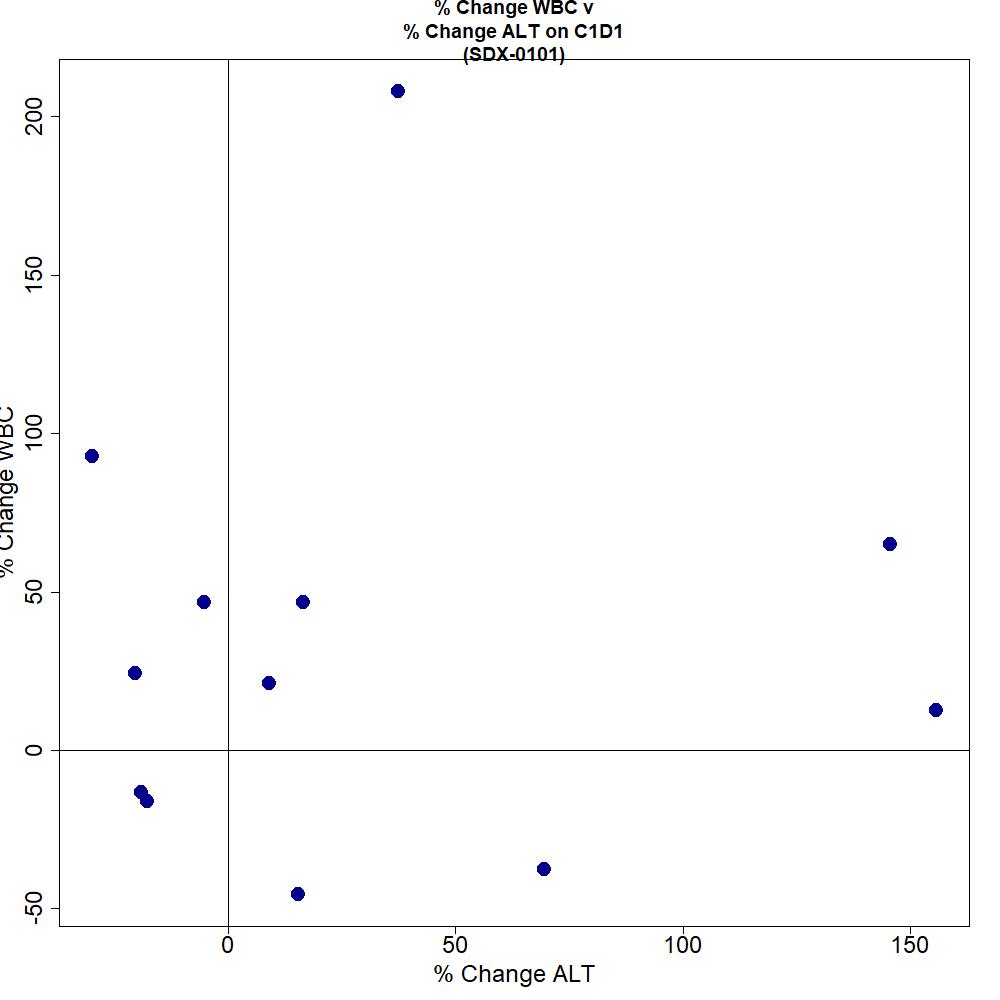 % Change WBC v
% Change ALT on C1D1
(SDX-0101)
200
150
100
50
0
-50
% Change WBC
0
50
100
150
% Change ALT